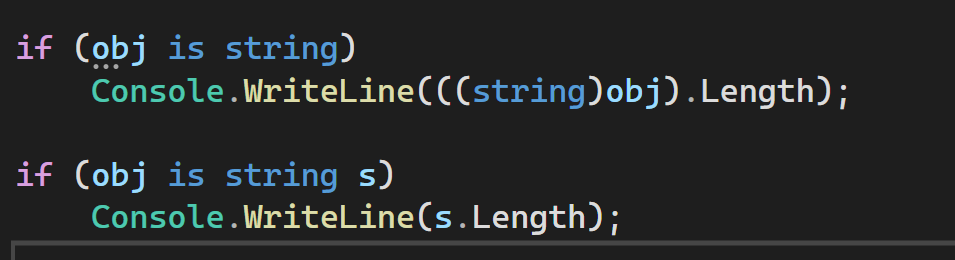 if (obj is string)
    Console.WriteLine(((string)obj).Length);
if (obj is string s)
    Console.WriteLine(s.Length);